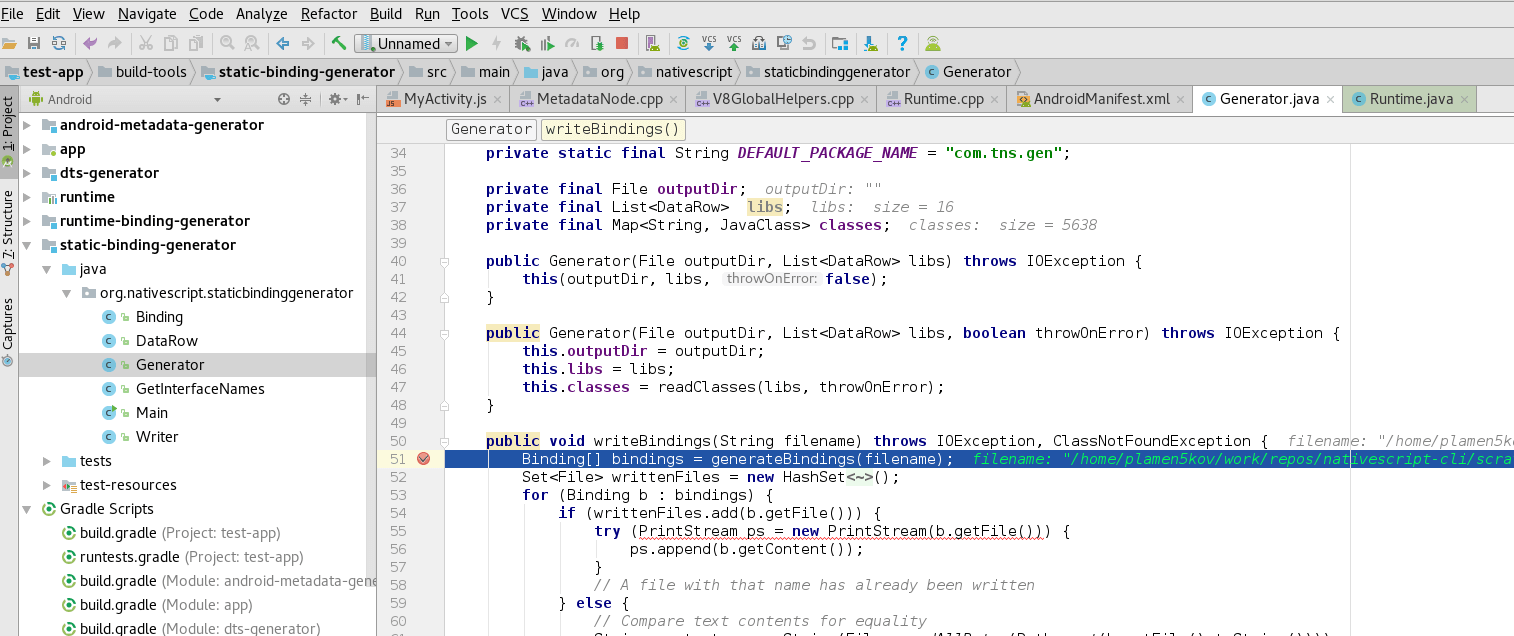 File Edit View Navigate Code Analyze Refactor Build Run Tools VCS Window Help
Unnamed VCS VCS ?
test-app build-tools static-binding-generator src main java org nativescript staticbindinggenerator Generator
1: Project
7: Structure
Captures
Android
android-metadata-generator
app
dts-generator
runtime
runtime-binding-generator
static-binding-generator
java
org.nativescript.staticbindinggenerator
Binding
DataRow
Generator
GetInterfaceNames
Main
Writer
tests
test-resources
Gradle Scripts
build.gradle (Project: test-app)
runtests.gradle (Project: test-app)
build.gradle (Module: android-metadata-gene
build.gradle (Module: app)
build.gradle (Module: dts-generator)
MyActivity.js MetadataNode.cpp V8GlobalHelpers.cpp Runtime.cpp AndroidManifest.xml Generator.java Runtime.java
Generator writeBindings()
34 private static final String DEFAULT_PACKAGE_NAME = "com.tns.gen";
35
36 private final File outputDir; outputDir: ""
37 private final List<DataRow> libs; libs: size = 16
38 private final Map<String, JavaClass> classes; classes: size = 5638
39
40 public Generator(File outputDir, List<DataRow> libs) throws IOException {
41 this(outputDir, libs, throwOnError: false);
42 }
43
44 public Generator(File outputDir, List<DataRow> libs, boolean throwOnError) throws IOException {
45 this.outputDir = outputDir;
46 this.libs = libs;
47 this.classes = readClasses(libs, throwOnError);
48 }
49
50 public void writeBindings(String filename) throws IOException, ClassNotFoundException { filename: "/home/plamen5k
51 Binding[] bindings = generateBindings(filename); filename: "/home/plamen5kov/work/repos/nativescript-cli/scra
52 Set<File> writtenFiles = new HashSet<~>();
53 for (Binding b : bindings) {
54 if (writtenFiles.add(b.getFile())) {
55 try (PrintStream ps = new PrintStream(b.getFile())) {
56 ps.append(b.getContent());
57 }
58 // A file with that name has already been written
59 } else {
60 // Compare text contents for equality